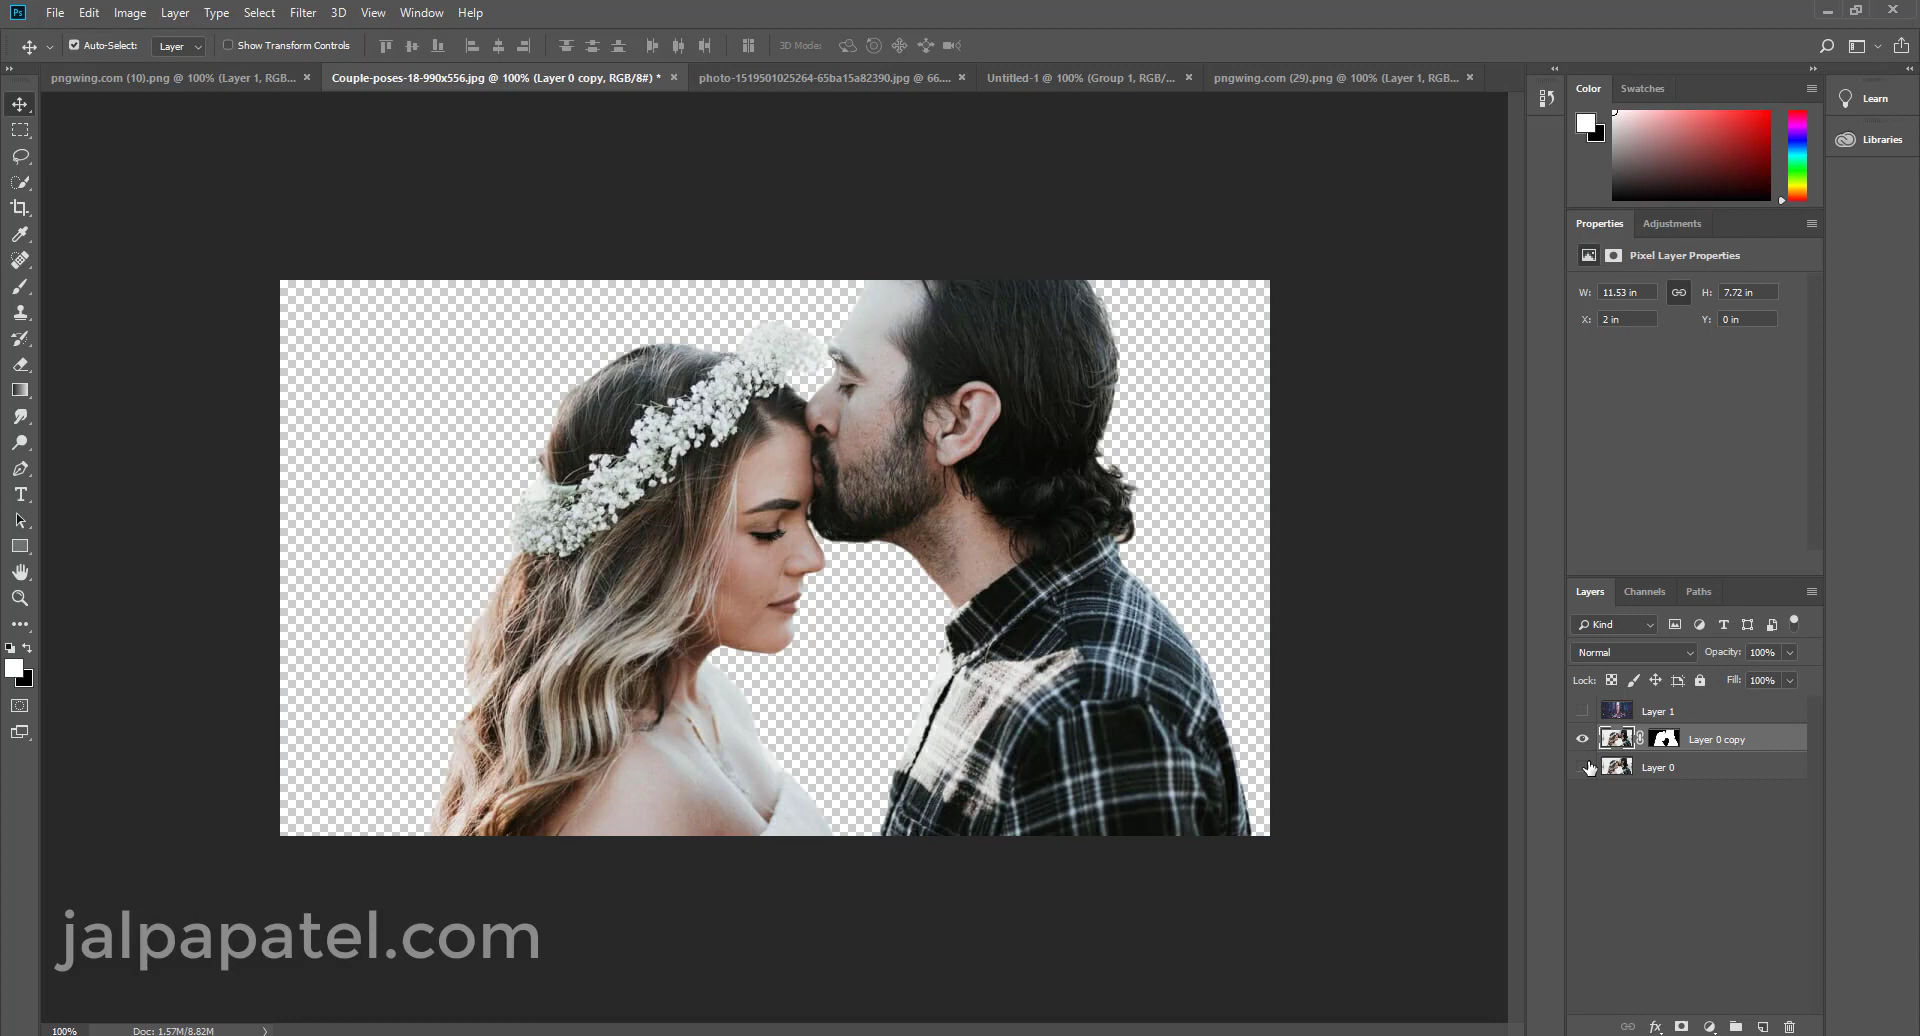 Ps File Edit Image Layer Type Select Filter 3D View Window Help
Auto-Select: Layer Show Transform Controls 3D Mode:
pngwing.com (10).png @ 100% (Layer 1, RGB... × Couple-poses-18-990x556.jpg @ 100% (Layer 0 copy, RGB/8#) * × photo-1519501025264-65ba15a82390.jpg @ 66.... × Untitled-1 @ 100% (Group 1, RGB/... × pngwing.com (29).png @ 100% (Layer 1, RGB... ×
Color Swatches
Learn
Libraries
Properties Adjustments
Pixel Layer Properties
W: 11.53 in H: 7.72 in
X: 2 in Y: 0 in
Layers Channels Paths
Kind
Normal Opacity: 100%
Lock: Fill: 100%
Layer 1
Layer 0 copy
Layer 0
jalpapatel.com
100% Doc: 1.57M/8.82M
fx